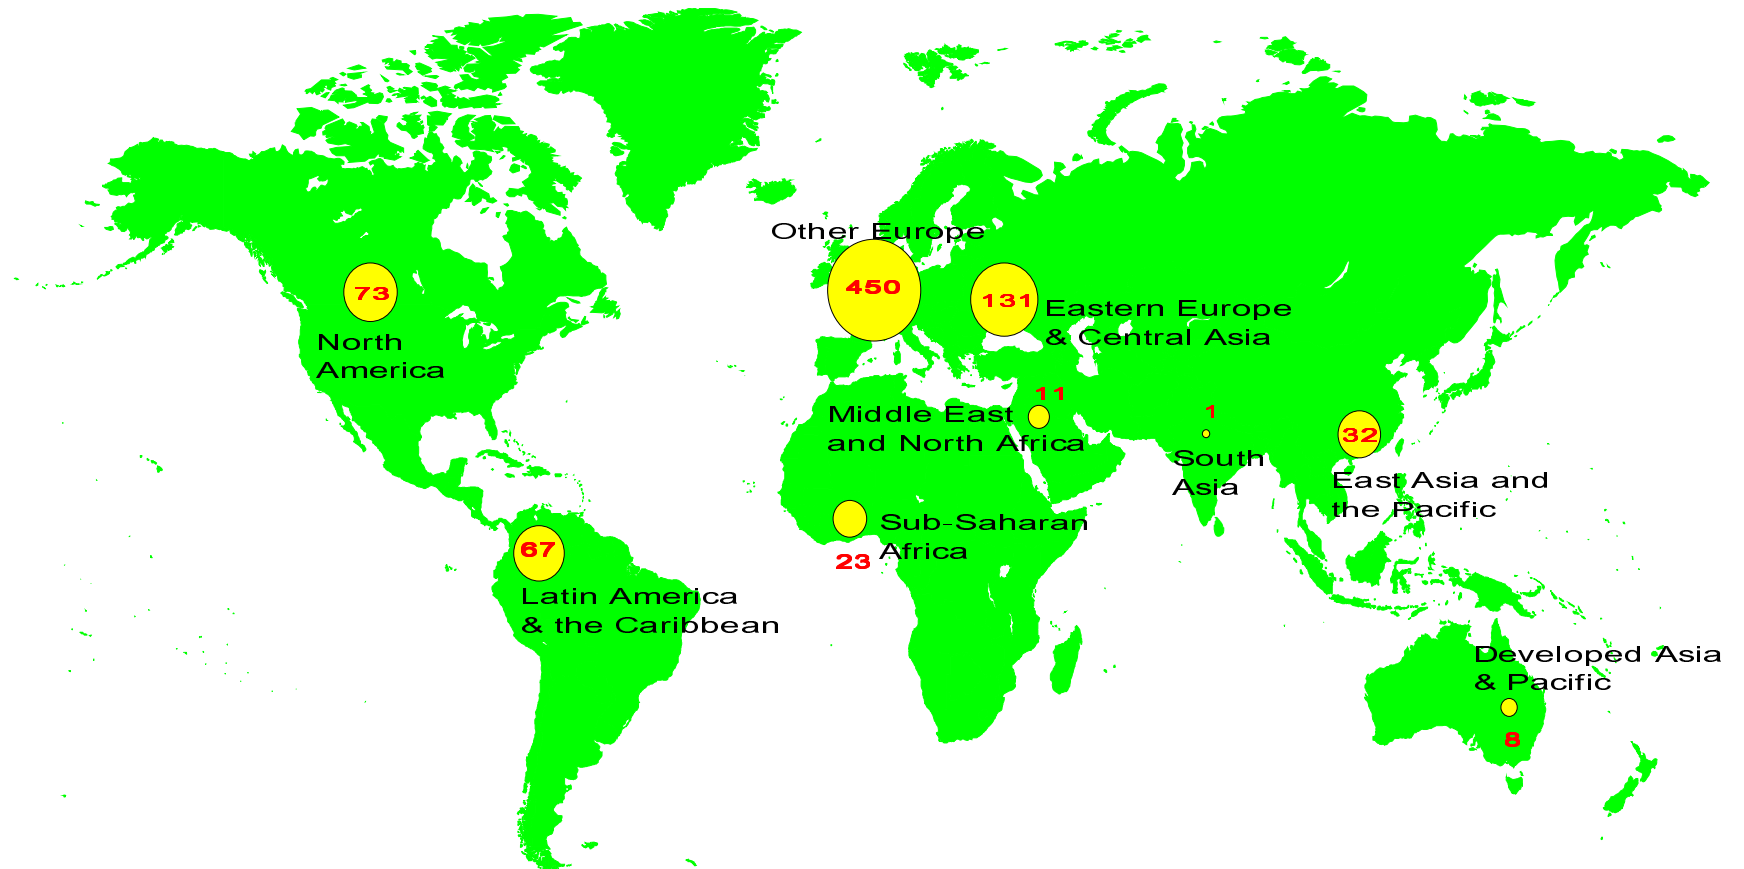 Other Europe
450
73
131
Eastern Europe
& Central Asia
North
America
11
1
Middle East
and North Africa
32
South
Asia
East Asia and
the Pacific
Sub-Saharan
Africa
23
67
Latin America
& the Caribbean
Developed Asia
& Pacific
8